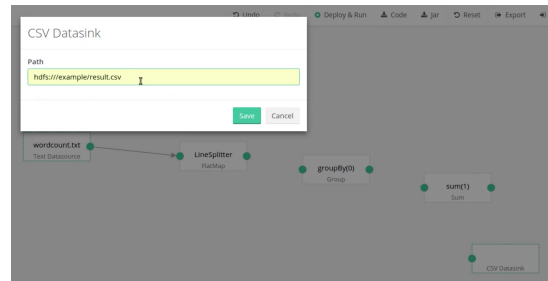 Undo Redo Deploy & Run Code Jar Reset Export
CSV Datasink
Path
hdfs:///example/result.csv
Save Cancel
wordcount.txt
Text Datasource
LineSplitter
FlatMap
groupBy(0)
Group
sum(1)
Sum
CSV Datasink